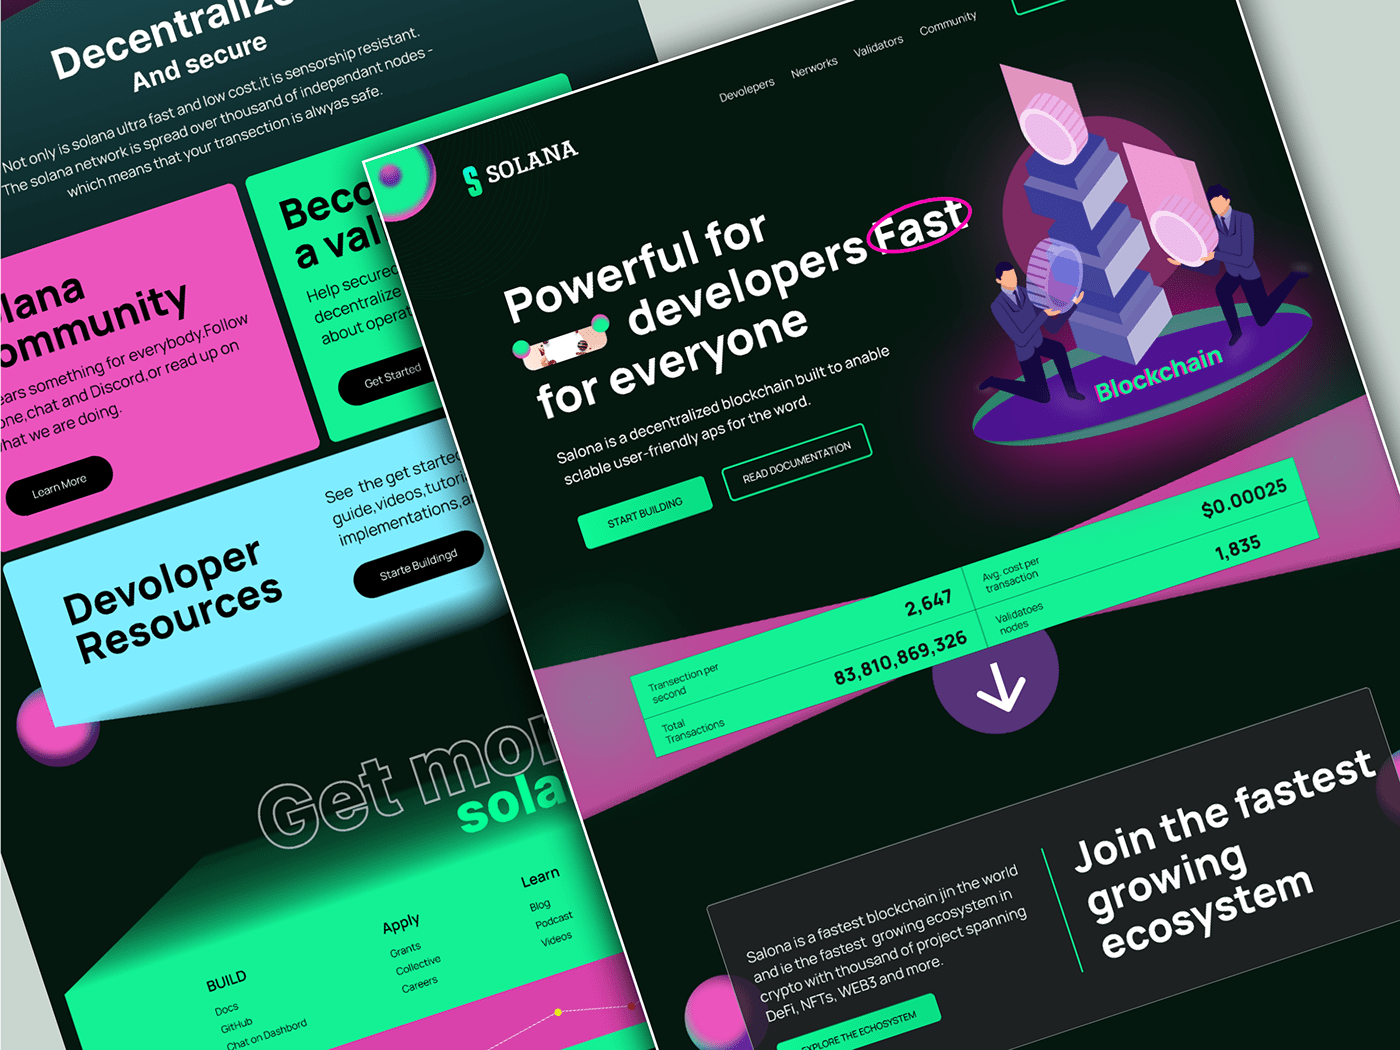 Decentralize
And secure
Not only is solana ultra fast and low cost,it is sensorship resistant.
The solana network is spread over thousand of independant nodes -
which means that your transection is alwyas safe.
lana
ommunity
ears something for everybody.Follow
one,chat and Discord,or read up on
what we are doing.
Learn More
Beco
a val
Help secured
decentralize
about operat
Get Started
Devoloper
Resources
See the get started
guide,videos,tutori
implementations,a
Starte Buildingd
Get mor
sola
BUILD
Docs
GitHub
Chat on Dashbord
Apply
Grants
Collective
Careers
Learn
Blog
Podcast
Videos
Devolepers
Nerworks
Validators
Community
SOLANA
Powerful for
developers Fast
for everyone
Salona is a decentralized blockchain built to anable
sclable user-friendly aps for the word.
START BUILDING
READ DOCUMENTATION
Blockchain
Transection per
second
2,647
Avg. cost per
transaction
$0.00025
Total
Transactions
83,810,869,326
Validatoes
nodes
1,835
Salona is a fastest blockchain jin the world
and ie the fastest growing ecosystem in
crypto with thousand of project spanning
DeFi, NFTs, WEB3 and more.
EXPLORE THE ECHOSYSTEM
Join the fastest
growing
ecosystem